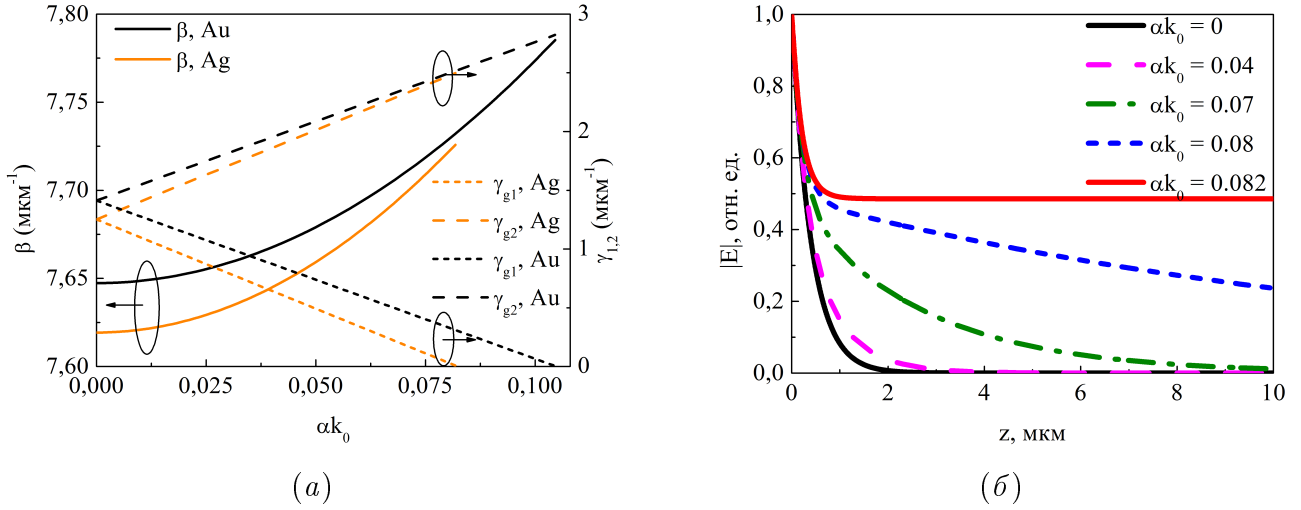 7,80
7,75
7,70
7,65
7,60
β (мкм⁻¹)
β, Au
β, Ag
γg1, Ag
γg2, Ag
γg1, Au
γg2, Au
3
2
1
0
γ1,2 (мкм⁻¹)
0,000 0,025 0,050 0,075 0,100
αk0
(а)
1,0
0,8
0,6
0,4
0,2
0,0
|E|, отн. ед.
αk0 = 0
αk0 = 0.04
αk0 = 0.07
αk0 = 0.08
αk0 = 0.082
0 2 4 6 8 10
z, мкм
(б)